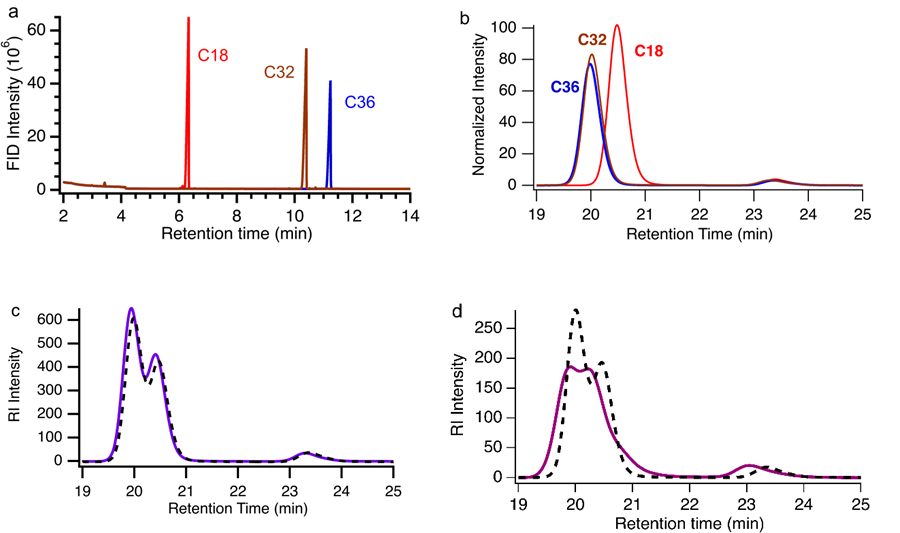 a
FID Intensity (10⁶)
60
40
20
0
C18
C32
C36
2 4 6 8 10 12 14
Retention time (min)
b
Normalized Intensity
100
80
60
40
20
0
C32
C18
C36
19 20 21 22 23 24 25
Retention Time (min)
c
RI Intensity
600
500
400
300
200
100
0
19 20 21 22 23 24 25
Retention Time (min)
d
RI Intensity
250
200
150
100
50
0
19 20 21 22 23 24 25
Retention time (min)